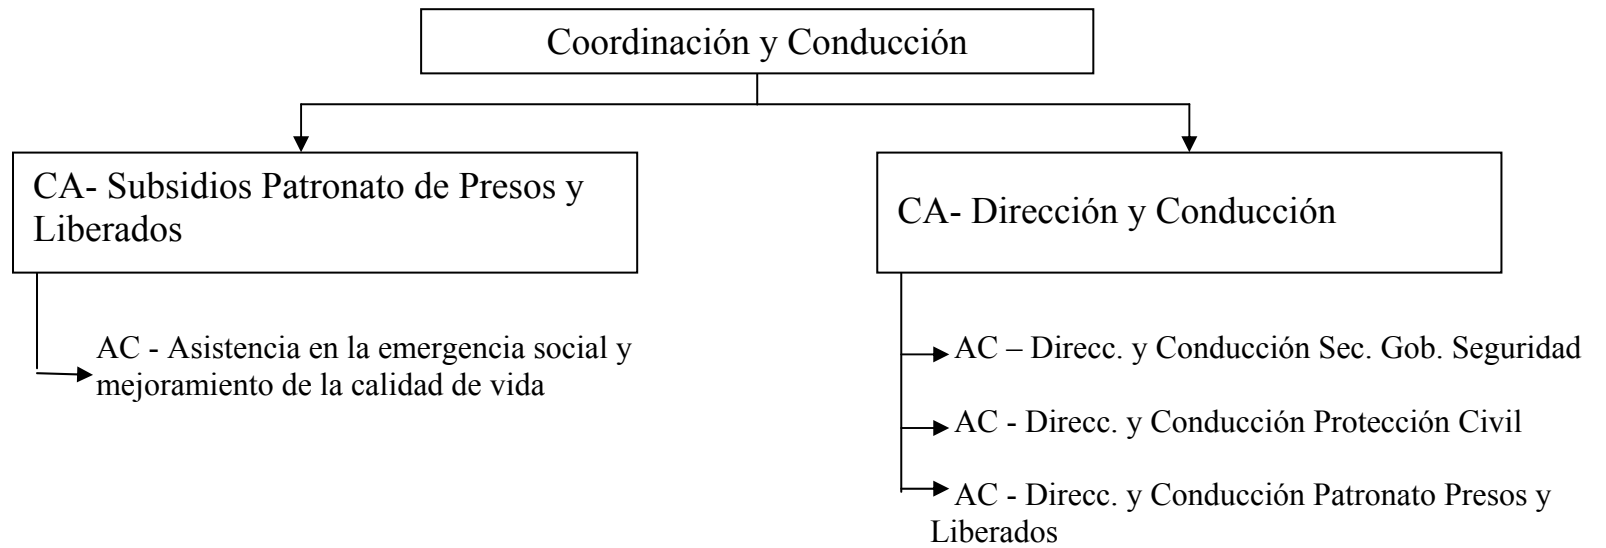 Coordinación y Conducción
CA- Subsidios Patronato de Presos y
Liberados
AC - Asistencia en la emergencia social y
mejoramiento de la calidad de vida
CA- Dirección y Conducción
AC – Direcc. y Conducción Sec. Gob. Seguridad
AC - Direcc. y Conducción Protección Civil
AC - Direcc. y Conducción Patronato Presos y
Liberados